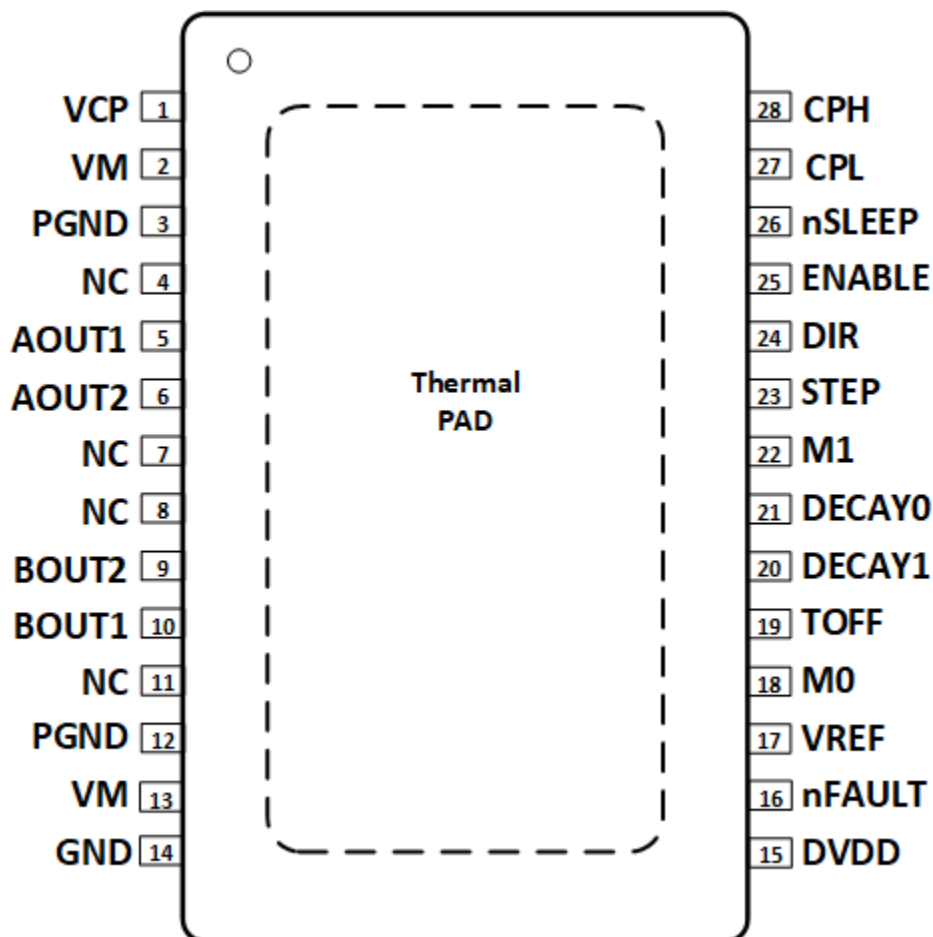 VCP 1
VM 2
PGND 3
NC 4
AOUT1 5
AOUT2 6
NC 7
NC 8
BOUT2 9
BOUT1 10
NC 11
PGND 12
VM 13
GND 14
Thermal
PAD
28 CPH
27 CPL
26 nSLEEP
25 ENABLE
24 DIR
23 STEP
22 M1
21 DECAY0
20 DECAY1
19 TOFF
18 M0
17 VREF
16 nFAULT
15 DVDD